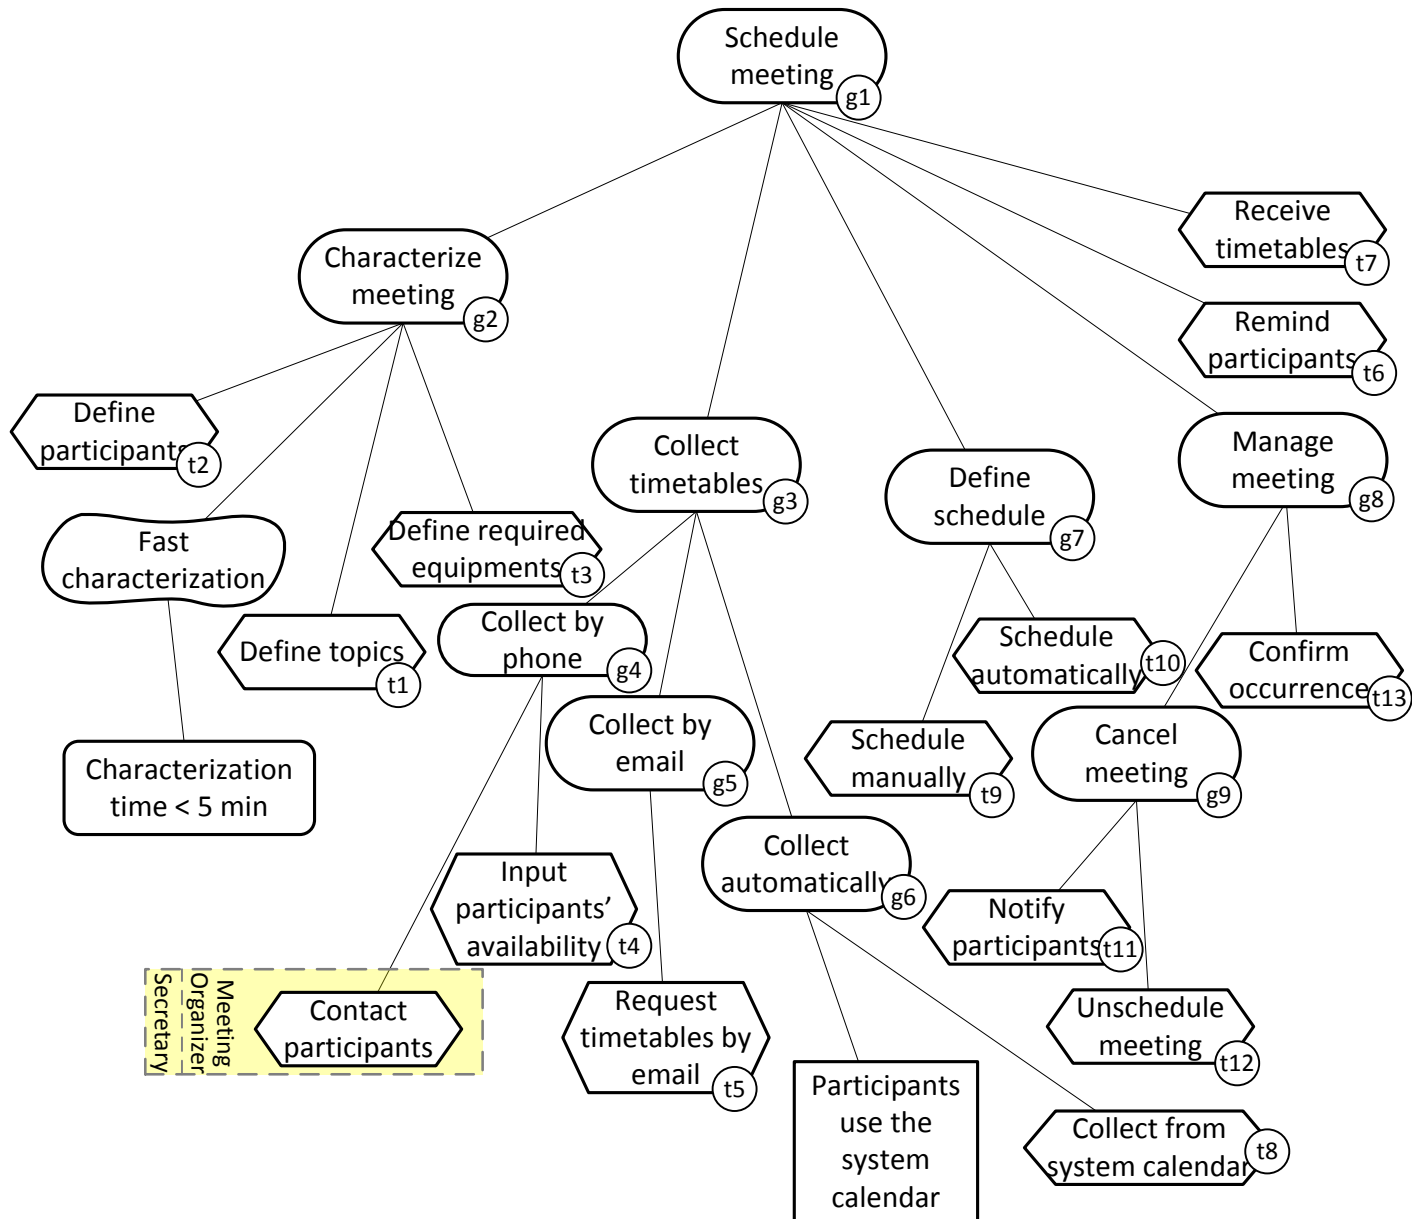 Schedule
meeting
g1
Receive
timetables
t7
Characterize
meeting
g2
Remind
participants
t6
Define
participants
t2
Collect
timetables
g3
Define
schedule
g7
Manage
meeting
g8
Fast
characterization
Define required
equipments
t3
Define topics
t1
Collect by
phone
g4
Schedule
automatically
t10
Confirm
occurrence
t13
Characterization
time < 5 min
Collect by
email
g5
Schedule
manually
t9
Cancel
meeting
g9
Input
participants’
availability
t4
Collect
automatically
g6
Notify
participants
t11
Secretary
Meeting
Organizer
Contact
participants
Request
timetables by
email
t5
Unschedule
meeting
t12
Participants
use the
system
calendar
Collect from
system calendar
t8